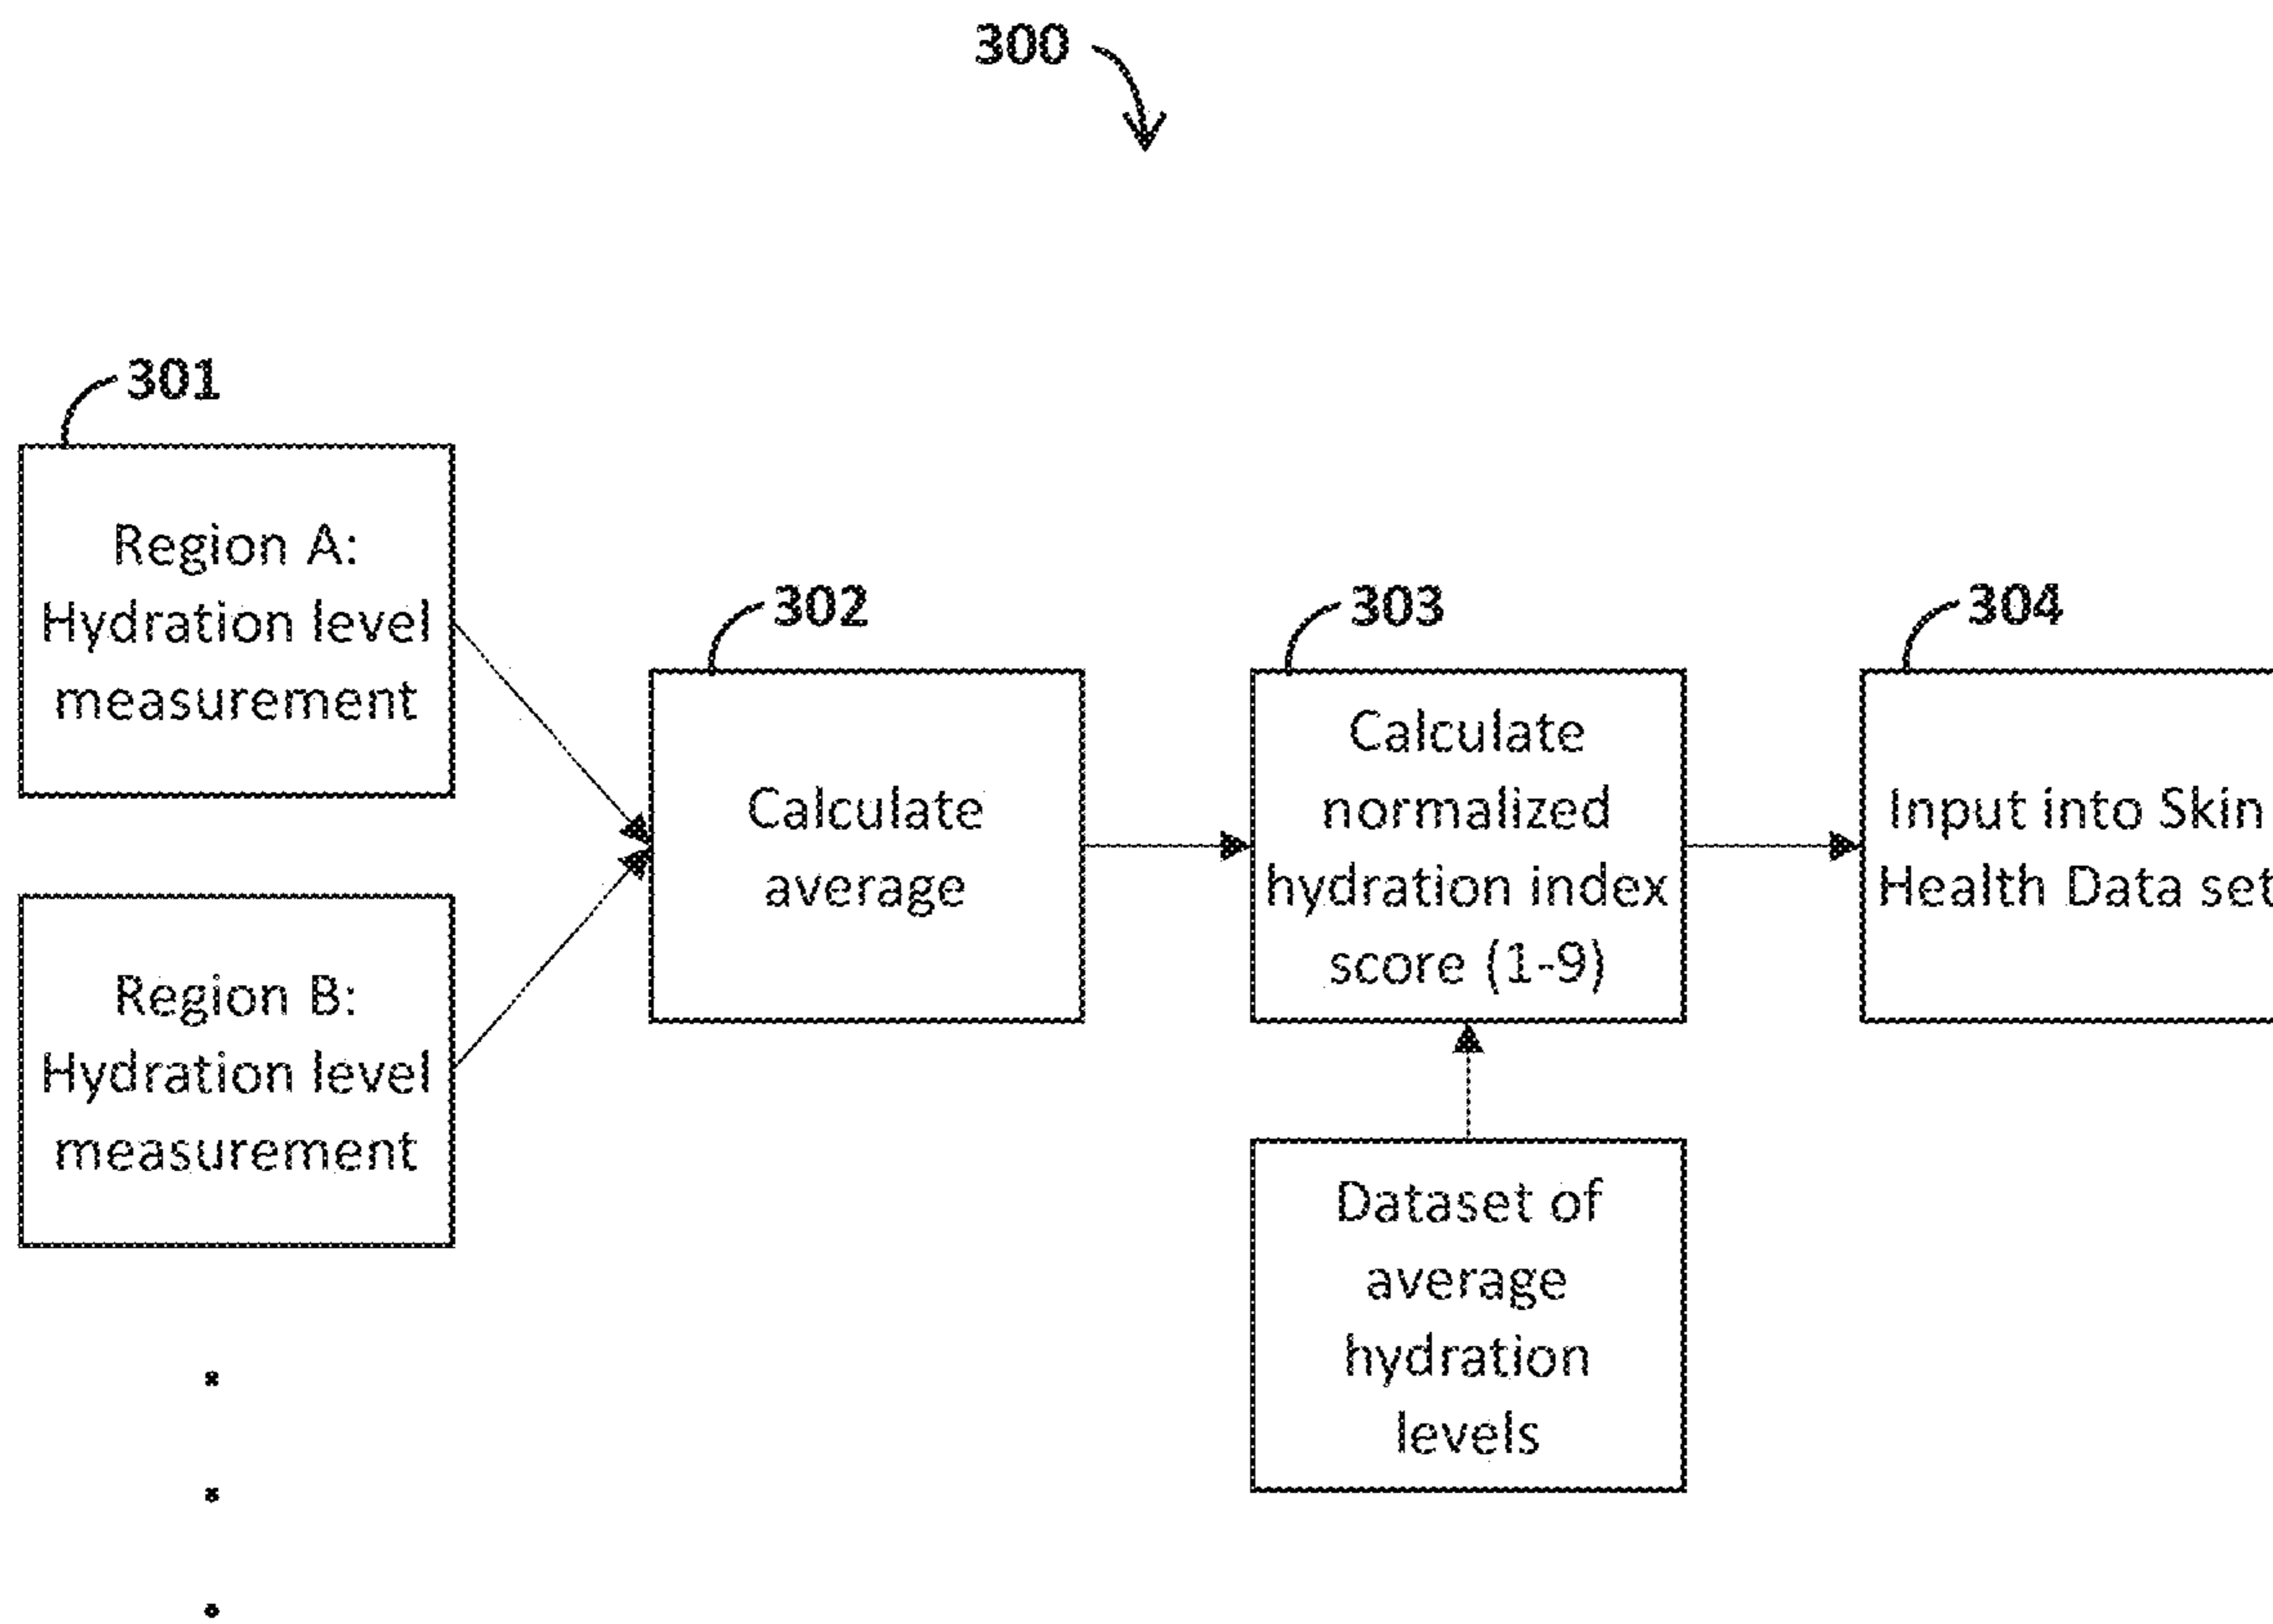 300
301
Region A:
Hydration level
measurement
302
Calculate
average
303
Calculate
normalized
hydration index
score (1-9)
304
Input into Skin
Health Data set
Region B:
Hydration level
measurement
Dataset of
average
hydration
levels